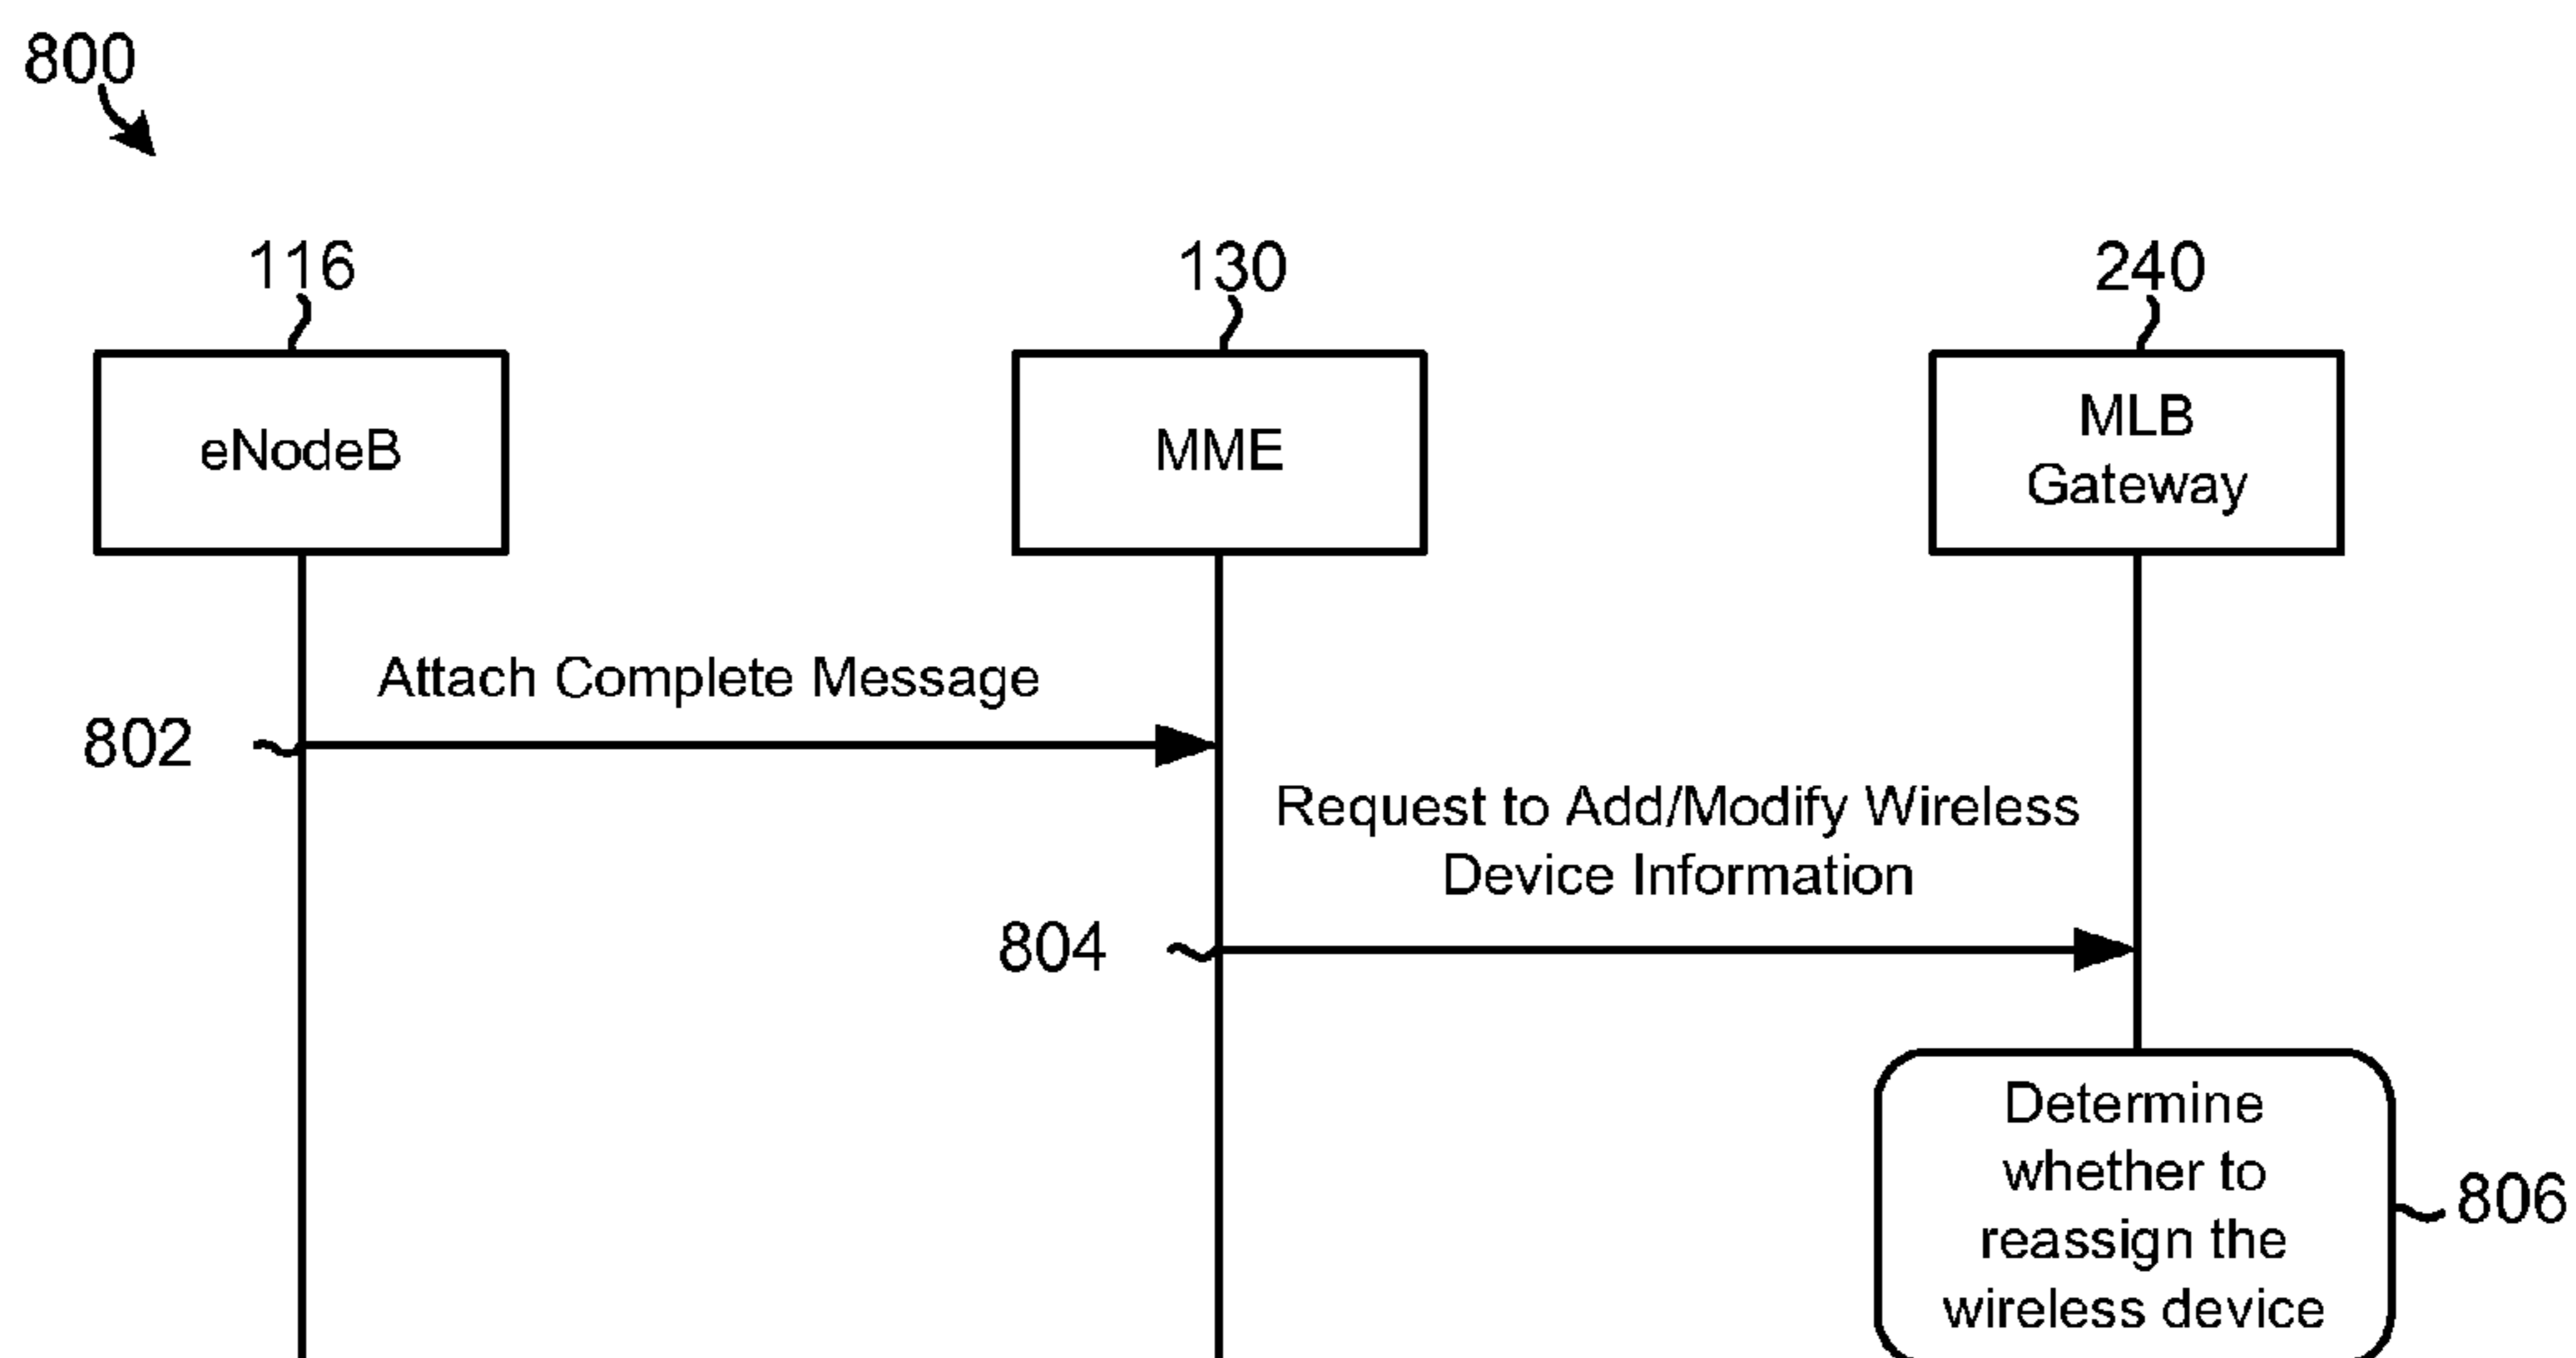 800
116
130
240
eNodeB
MME
MLB
Gateway
Attach Complete Message
802
Request to Add/Modify Wireless
Device Information
804
Determine
whether to
reassign the
wireless device
806